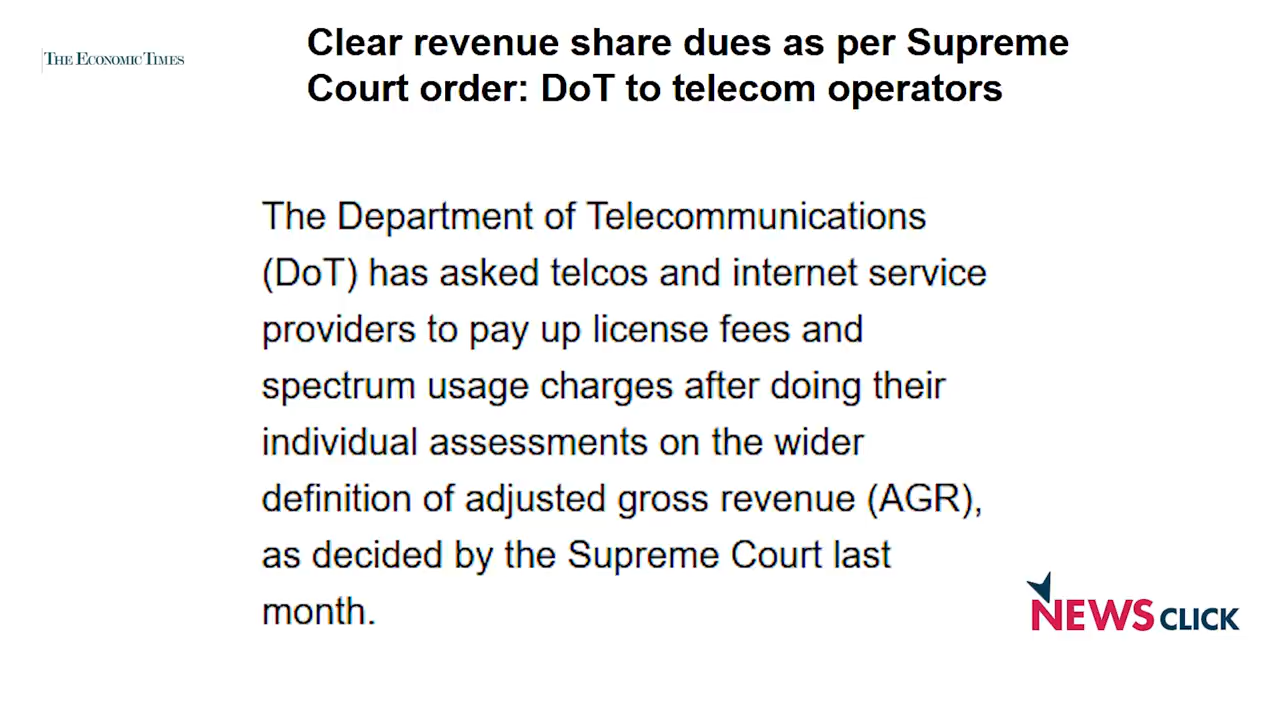 THE ECONOMIC TIMES
Clear revenue share dues as per Supreme
Court order: DoT to telecom operators
The Department of Telecommunications
(DoT) has asked telcos and internet service
providers to pay up license fees and
spectrum usage charges after doing their
individual assessments on the wider
definition of adjusted gross revenue (AGR),
as decided by the Supreme Court last
month.
NEWSCLICK